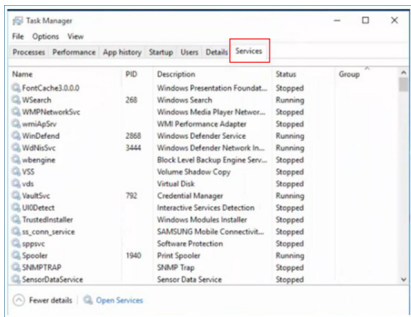 Task Manager
File Options View
Processes Performance App history Startup Users Details Services
Name PID Description Status Group
FontCache3.0.0.0 Windows Presentation Foundat... Stopped
WSearch 268 Windows Search Running
WMPNetworkSvc Windows Media Player Networ... Stopped
wmiApSrv WMI Performance Adapter Stopped
WinDefend 2868 Windows Defender Service Running
WdNisSvc 3444 Windows Defender Network In... Running
wbengine Block Level Backup Engine Serv... Stopped
VSS Volume Shadow Copy Stopped
vds Virtual Disk Stopped
VaultSvc 792 Credential Manager Running
UI0Detect Interactive Services Detection Stopped
TrustedInstaller Windows Modules Installer Stopped
ss_conn_service SAMSUNG Mobile Connectivit... Stopped
sppsvc Software Protection Stopped
Spooler 1940 Print Spooler Running
SNMPTRAP SNMP Trap Stopped
SensorDataService Sensor Data Service Stopped
Fewer details Open Services